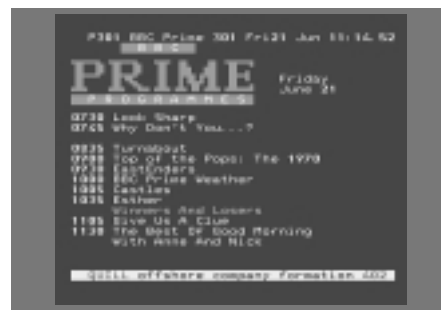 P301 BBC Prime 301 Fri21 Jun 11:14.52
BBC
PRIME
PROGRAMMES
Friday
June 21
0730 Look Sharp
0745 Why Don't You...?
0835 Turnabout
0900 Top of the Pops: The 1970
0930 EastEnders
1000 BBC Prime Weather
1005 Castles
1035 Esther
Winners And Losers
1105 Give Us A Clue
1130 The Best Of Good Morning
With Anne And Nick
QUILL offshore company formation 602